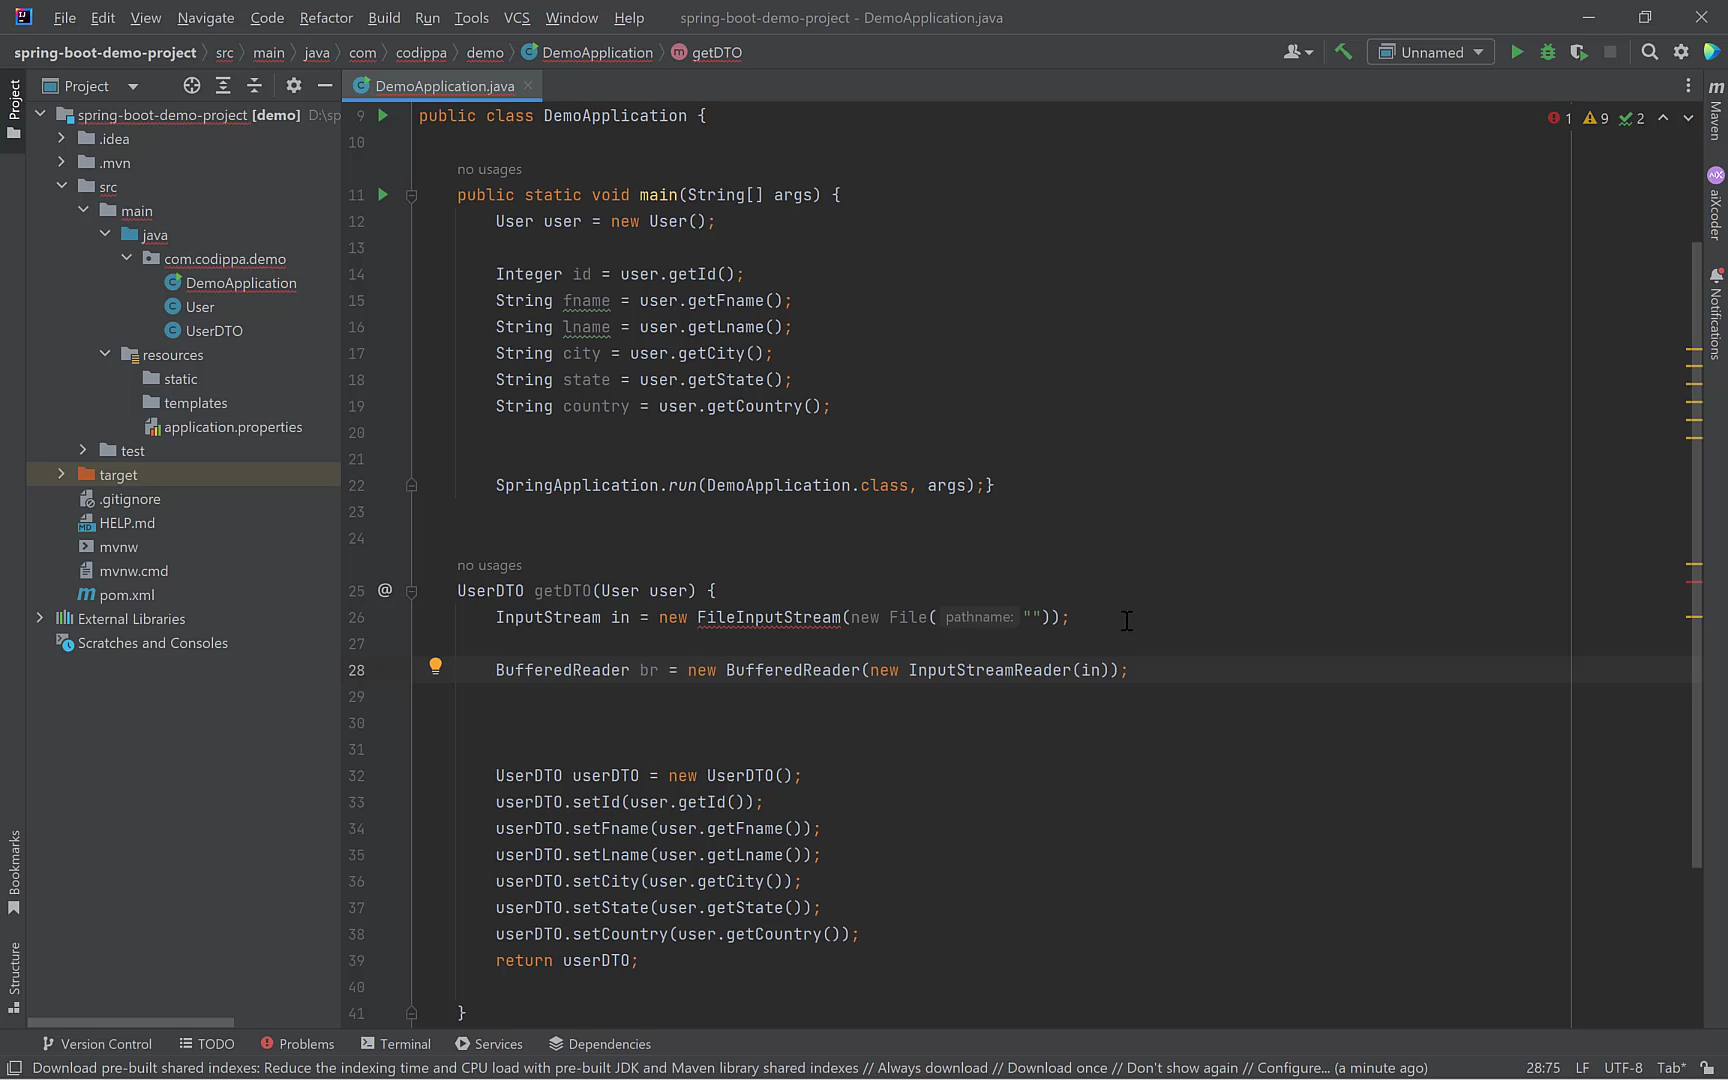 File Edit View Navigate Code Refactor Build Run Tools VCS Window Help spring-boot-demo-project - DemoApplication.java
spring-boot-demo-project src main java com codippa demo DemoApplication getDTO Unnamed
Project DemoApplication.java
Project
spring-boot-demo-project [demo] D:\sp
.idea
.mvn
src
main
java
com.codippa.demo
DemoApplication
User
UserDTO
resources
static
templates
application.properties
test
target
.gitignore
HELP.md
mvnw
mvnw.cmd
pom.xml
External Libraries
Scratches and Consoles
Bookmarks
Structure
9 public class DemoApplication {
1 9 2
10
no usages
11 public static void main(String[] args) {
12 User user = new User();
13
14 Integer id = user.getId();
15 String fname = user.getFname();
16 String lname = user.getLname();
17 String city = user.getCity();
18 String state = user.getState();
19 String country = user.getCountry();
20
21
22 SpringApplication.run(DemoApplication.class, args);}
23
24
no usages
25 @ UserDTO getDTO(User user) {
26 InputStream in = new FileInputStream(new File( pathname: ""));
27
28 BufferedReader br = new BufferedReader(new InputStreamReader(in));
29
30
31
32 UserDTO userDTO = new UserDTO();
33 userDTO.setId(user.getId());
34 userDTO.setFname(user.getFname());
35 userDTO.setLname(user.getLname());
36 userDTO.setCity(user.getCity());
37 userDTO.setState(user.getState());
38 userDTO.setCountry(user.getCountry());
39 return userDTO;
40
41 }
m
Maven
aiXcoder
Notifications
Version Control TODO Problems Terminal Services Dependencies
Download pre-built shared indexes: Reduce the indexing time and CPU load with pre-built JDK and Maven library shared indexes // Always download // Download once // Don't show again // Configure... (a minute ago) 28:75 LF UTF-8 Tab*